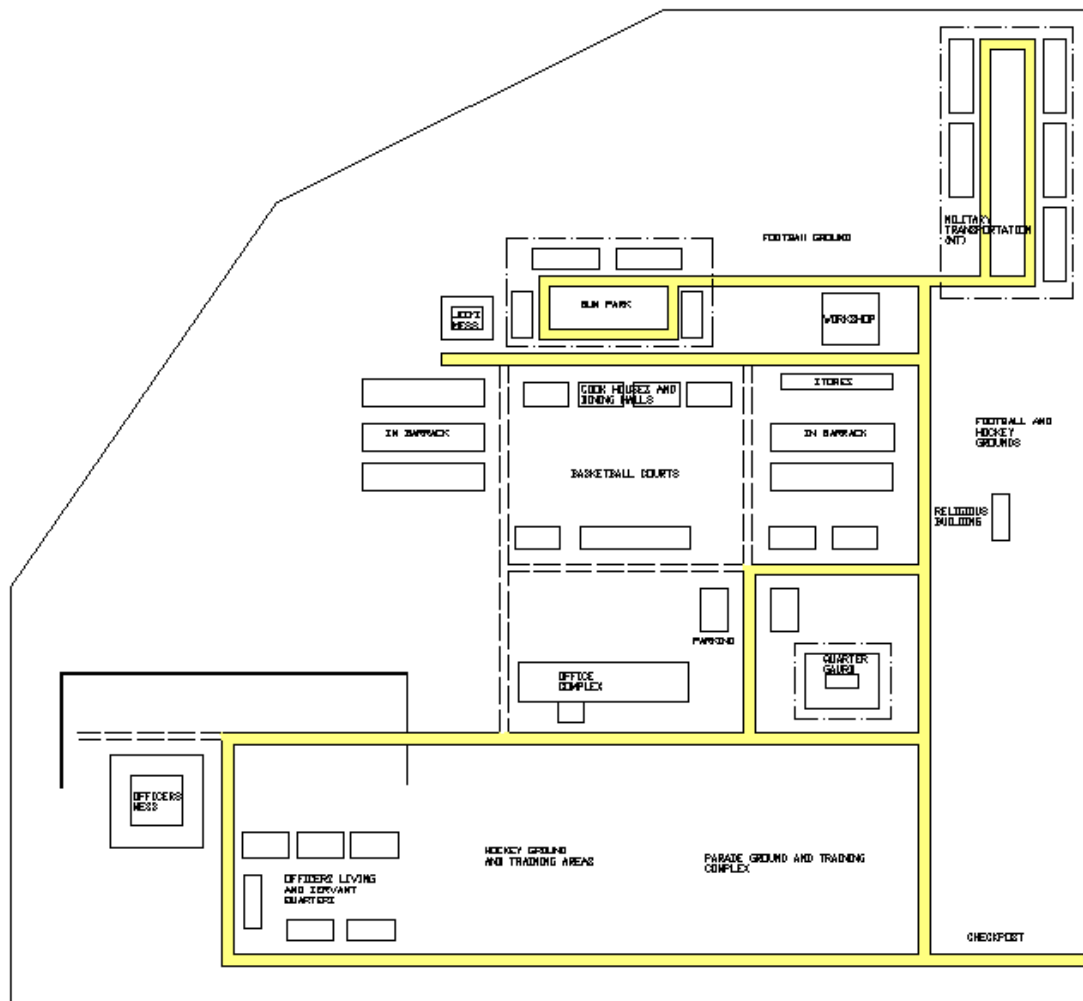 MILITARY
TRANSPORTATION
(MT)
FOOTBALL GROUND
GUN PARK
MESS
WORKSHOP
STORES
COOK HOUSES AND
DINING HALLS
IN BARRACK
IN BARRACK
FOOTBALL AND
HOCKEY
GROUNDS
BASKETBALL COURTS
RELIGIOUS
BUILDING
PARKING
QUARTER
GAURD
OFFICE
COMPLEX
OFFICERS
MESS
HOCKEY GROUND
AND TRAINING AREAS
PARADE GROUND AND TRAINING
COMPLEX
OFFICERS LIVING
AND SERVANT
QUARTERS
CHECKPOST